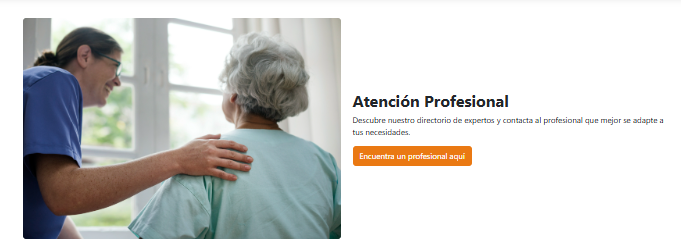 Atención Profesional
Descubre nuestro directorio de expertos y contacta al profesional que mejor se adapte a
tus necesidades.
Encuentra un profesional aquí